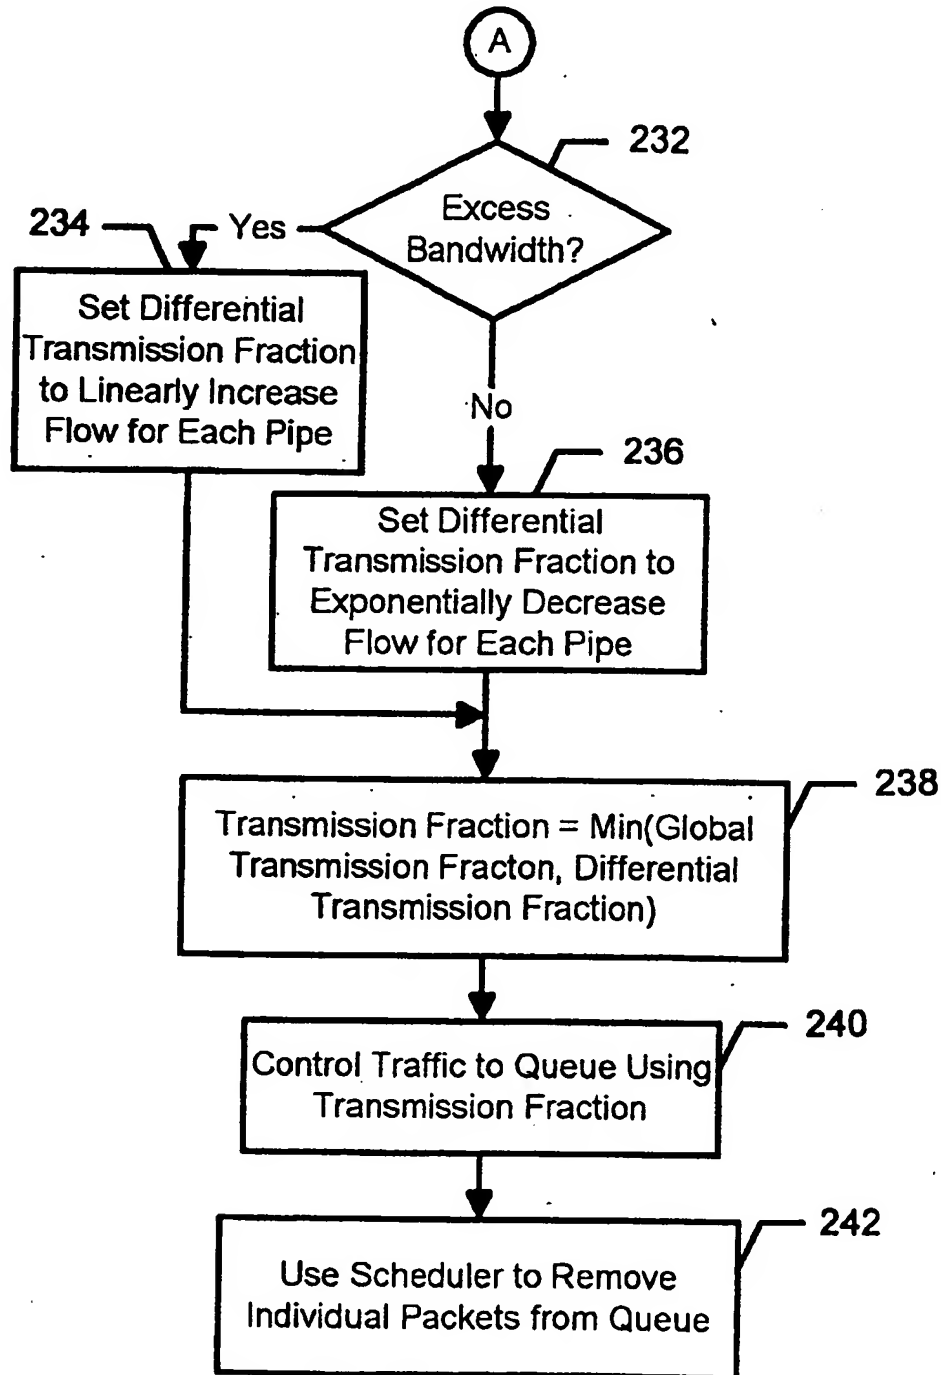 A
232
Excess
Bandwidth?
234
Yes
Set Differential
Transmission Fraction
to Linearly Increase
Flow for Each Pipe
No
236
Set Differential
Transmission Fraction to
Exponentially Decrease
Flow for Each Pipe
238
Transmission Fraction = Min(Global
Transmission Fracton, Differential
Transmission Fraction)
240
Control Traffic to Queue Using
Transmission Fraction
242
Use Scheduler to Remove
Individual Packets from Queue